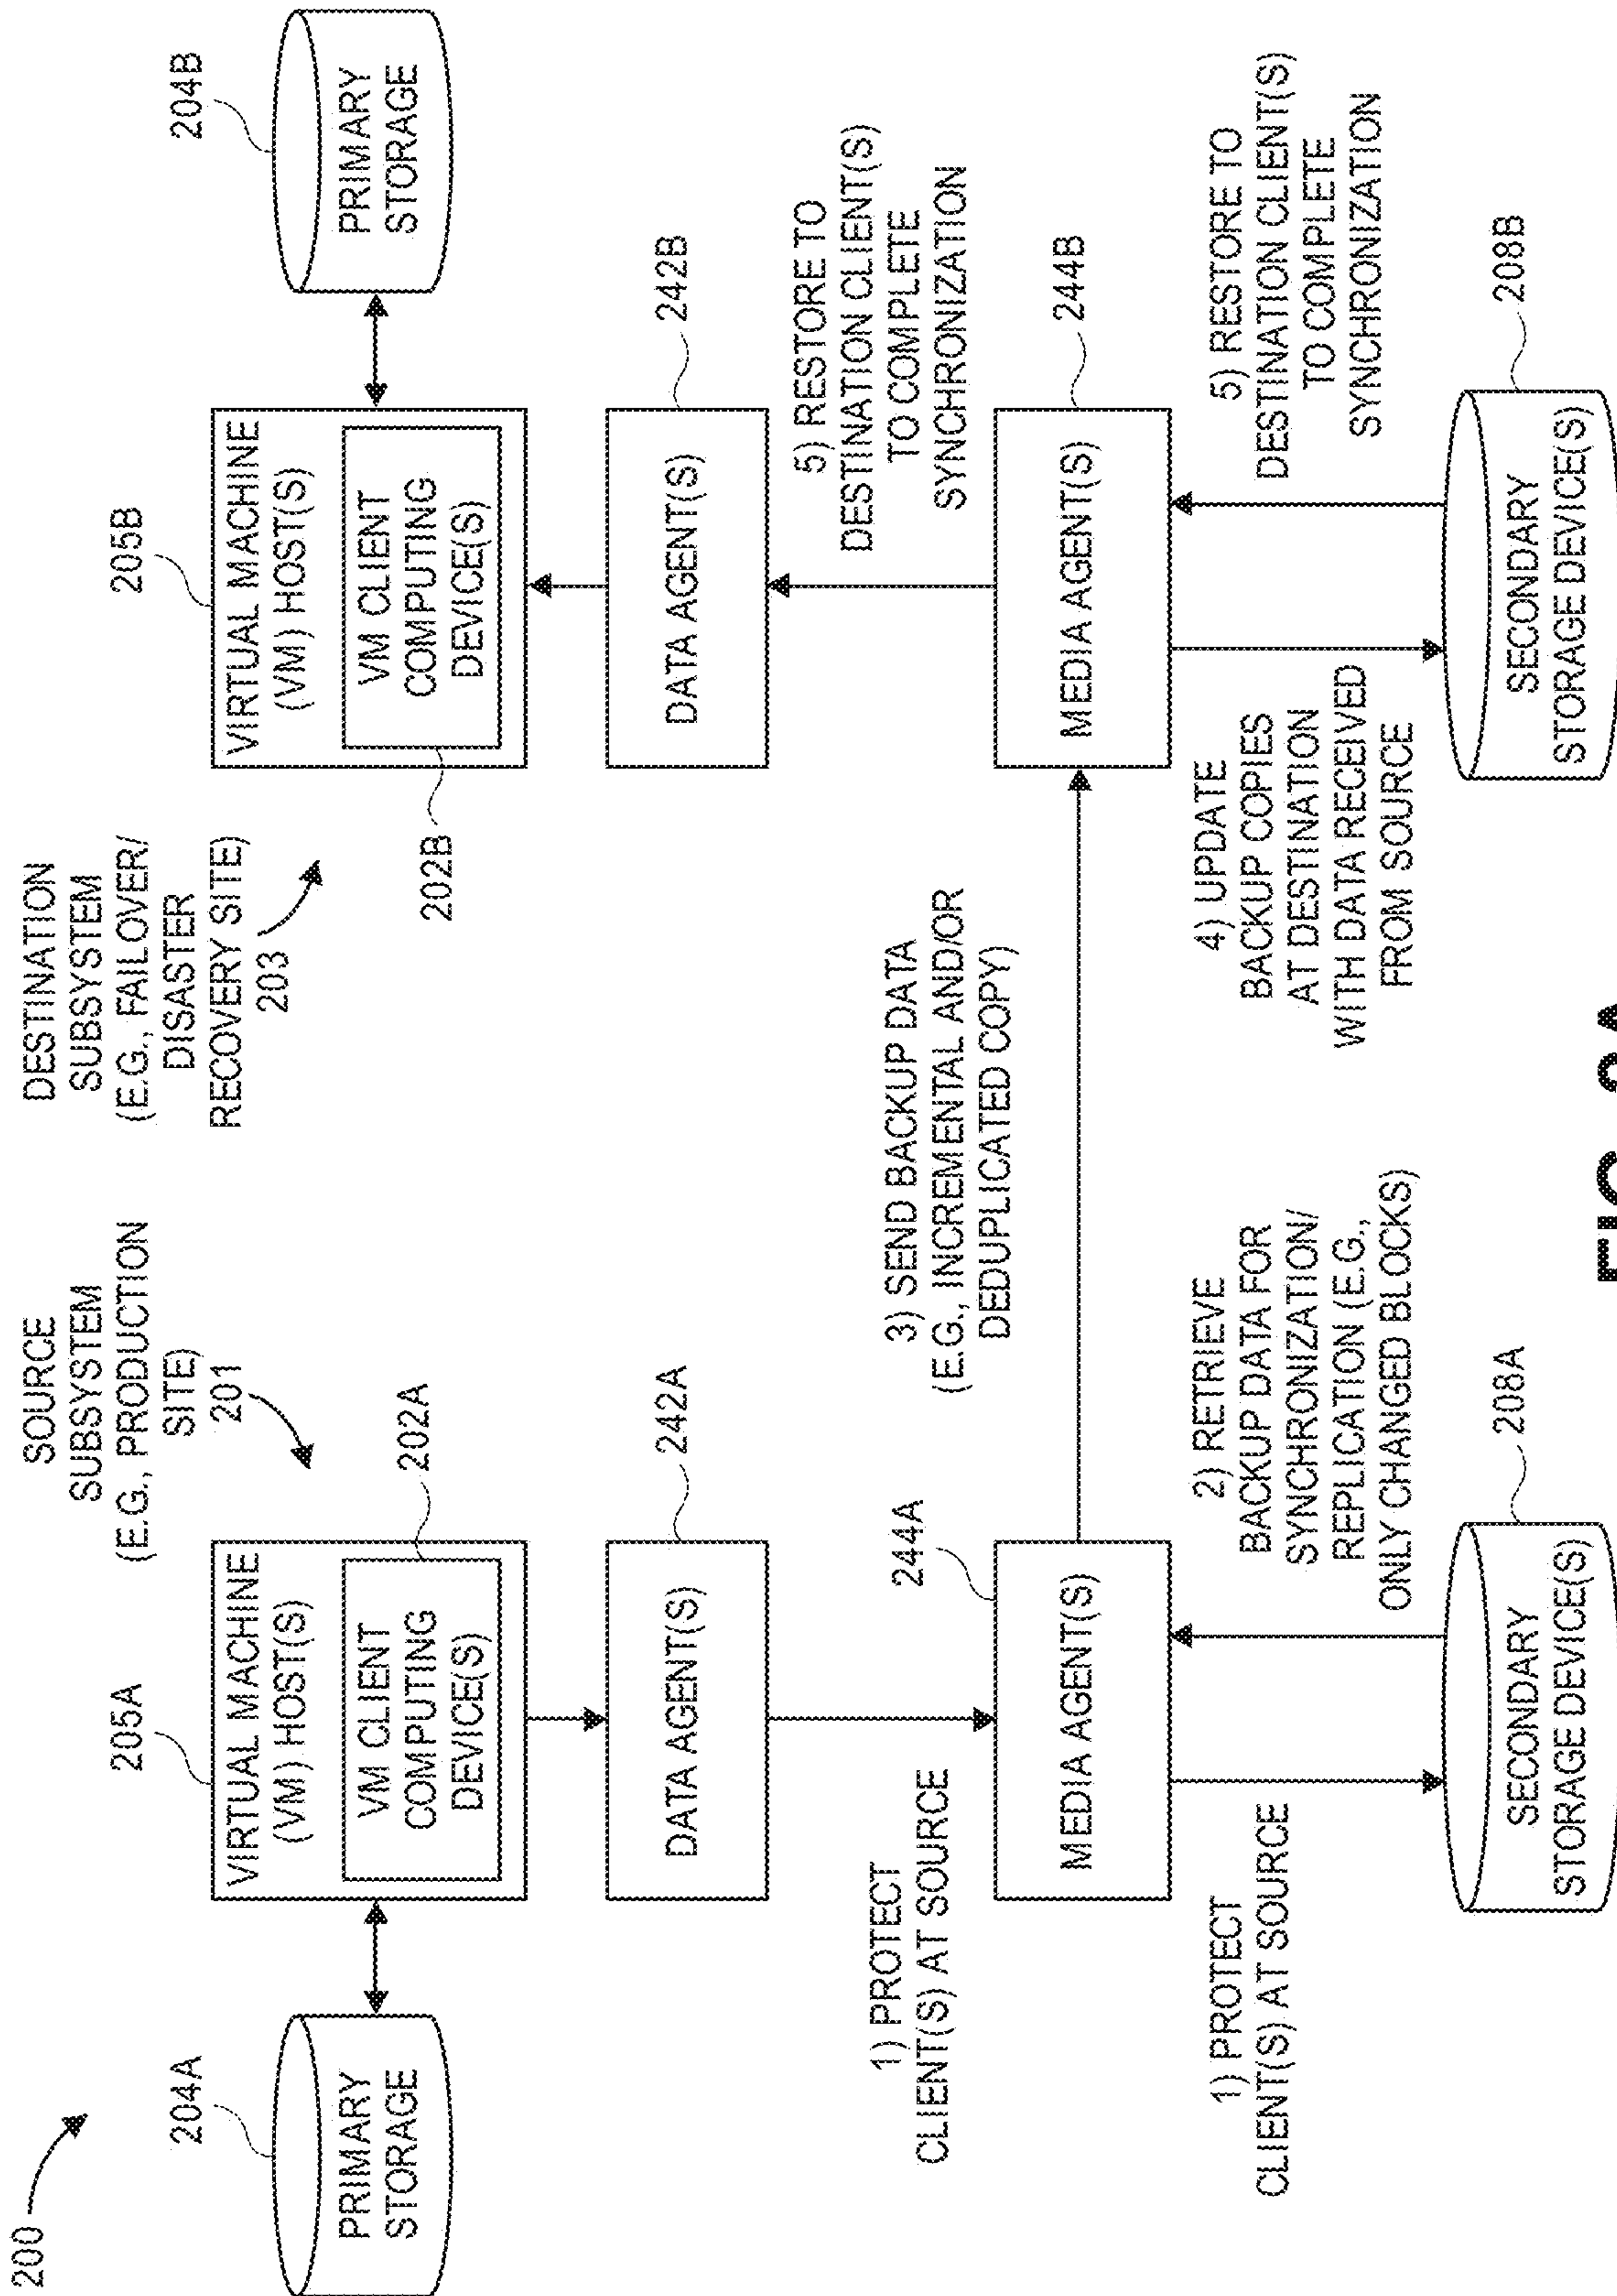 200
SOURCE
SUBSYSTEM
(E.G., PRODUCTION
SITE)
201
DESTINATION
SUBSYSTEM
(E.G., FAILOVER/
DISASTER
RECOVERY SITE)
203
204A
PRIMARY
STORAGE
205A
VIRTUAL MACHINE
(VM) HOST(S)
VM CLIENT
COMPUTING
DEVICE(S)
202A
205B
VIRTUAL MACHINE
(VM) HOST(S)
VM CLIENT
COMPUTING
DEVICE(S)
202B
204B
PRIMARY
STORAGE
DATA AGENT(S)
242A
DATA AGENT(S)
242B
1) PROTECT
CLIENT(S) AT SOURCE
244A
3) SEND BACKUP DATA
(E.G., INCREMENTAL AND/OR
DEDUPLICATED COPY)
5) RESTORE TO
DESTINATION CLIENT(S)
TO COMPLETE
SYNCHRONIZATION
MEDIA AGENT(S)
MEDIA AGENT(S)
244B
1) PROTECT
CLIENT(S) AT SOURCE
2) RETRIEVE
BACKUP DATA FOR
SYNCHRONIZATION/
REPLICATION (E.G.,
ONLY CHANGED BLOCKS)
4) UPDATE
BACKUP COPIES
AT DESTINATION
WITH DATA RECEIVED
FROM SOURCE
5) RESTORE TO
DESTINATION CLIENT(S)
TO COMPLETE
SYNCHRONIZATION
SECONDARY
STORAGE DEVICE(S)
208A
SECONDARY
STORAGE DEVICE(S)
208B